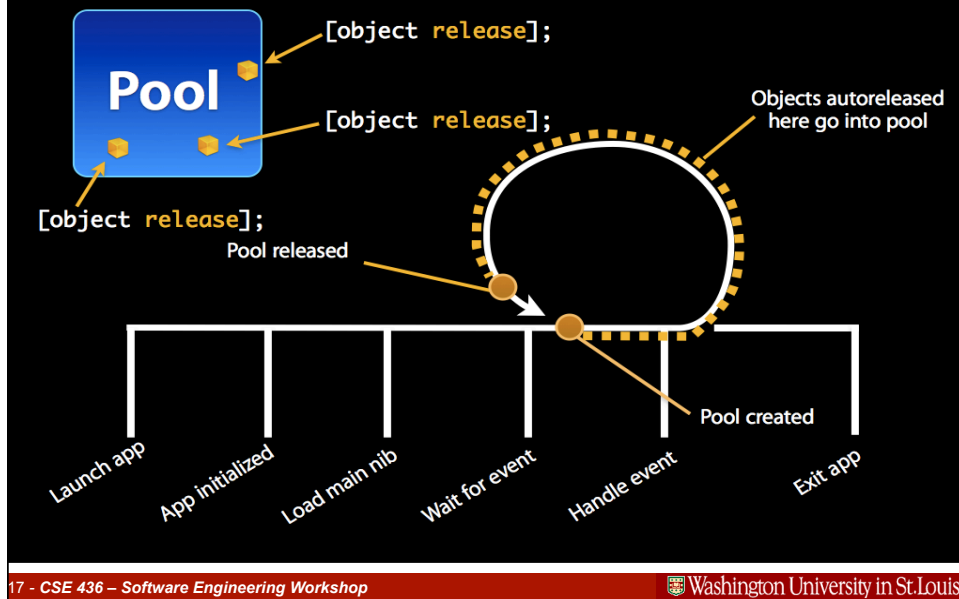 [object release];
Pool
[object release];
[object release];
Objects autoreleased
here go into pool
Pool released
Pool created
Launch app
App initialized
Load main nib
Wait for event
Handle event
Exit app
17 - CSE 436 – Software Engineering Workshop
Washington University in St.Louis